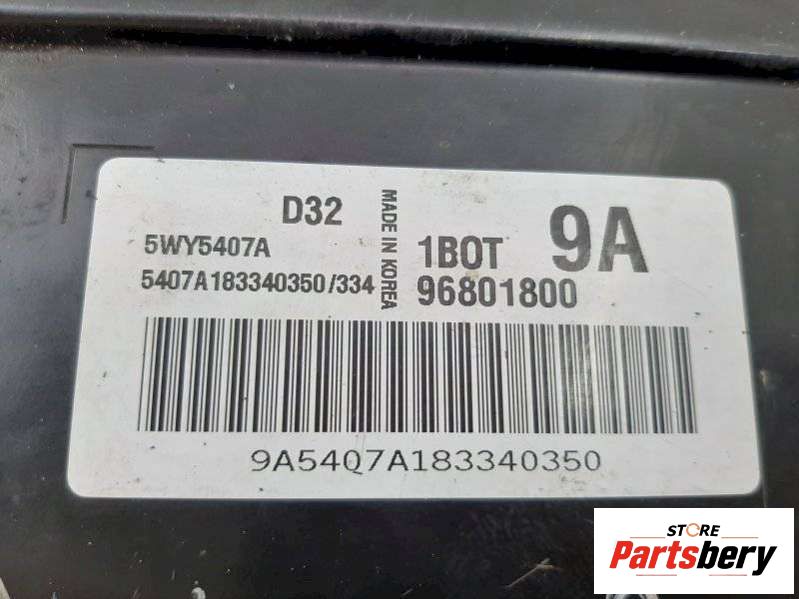 D32
5WY5407A
5407A183340350/334
MADE IN KOREA
1BOT
9A
96801800
9A5407A183340350
STORE
Partsbery